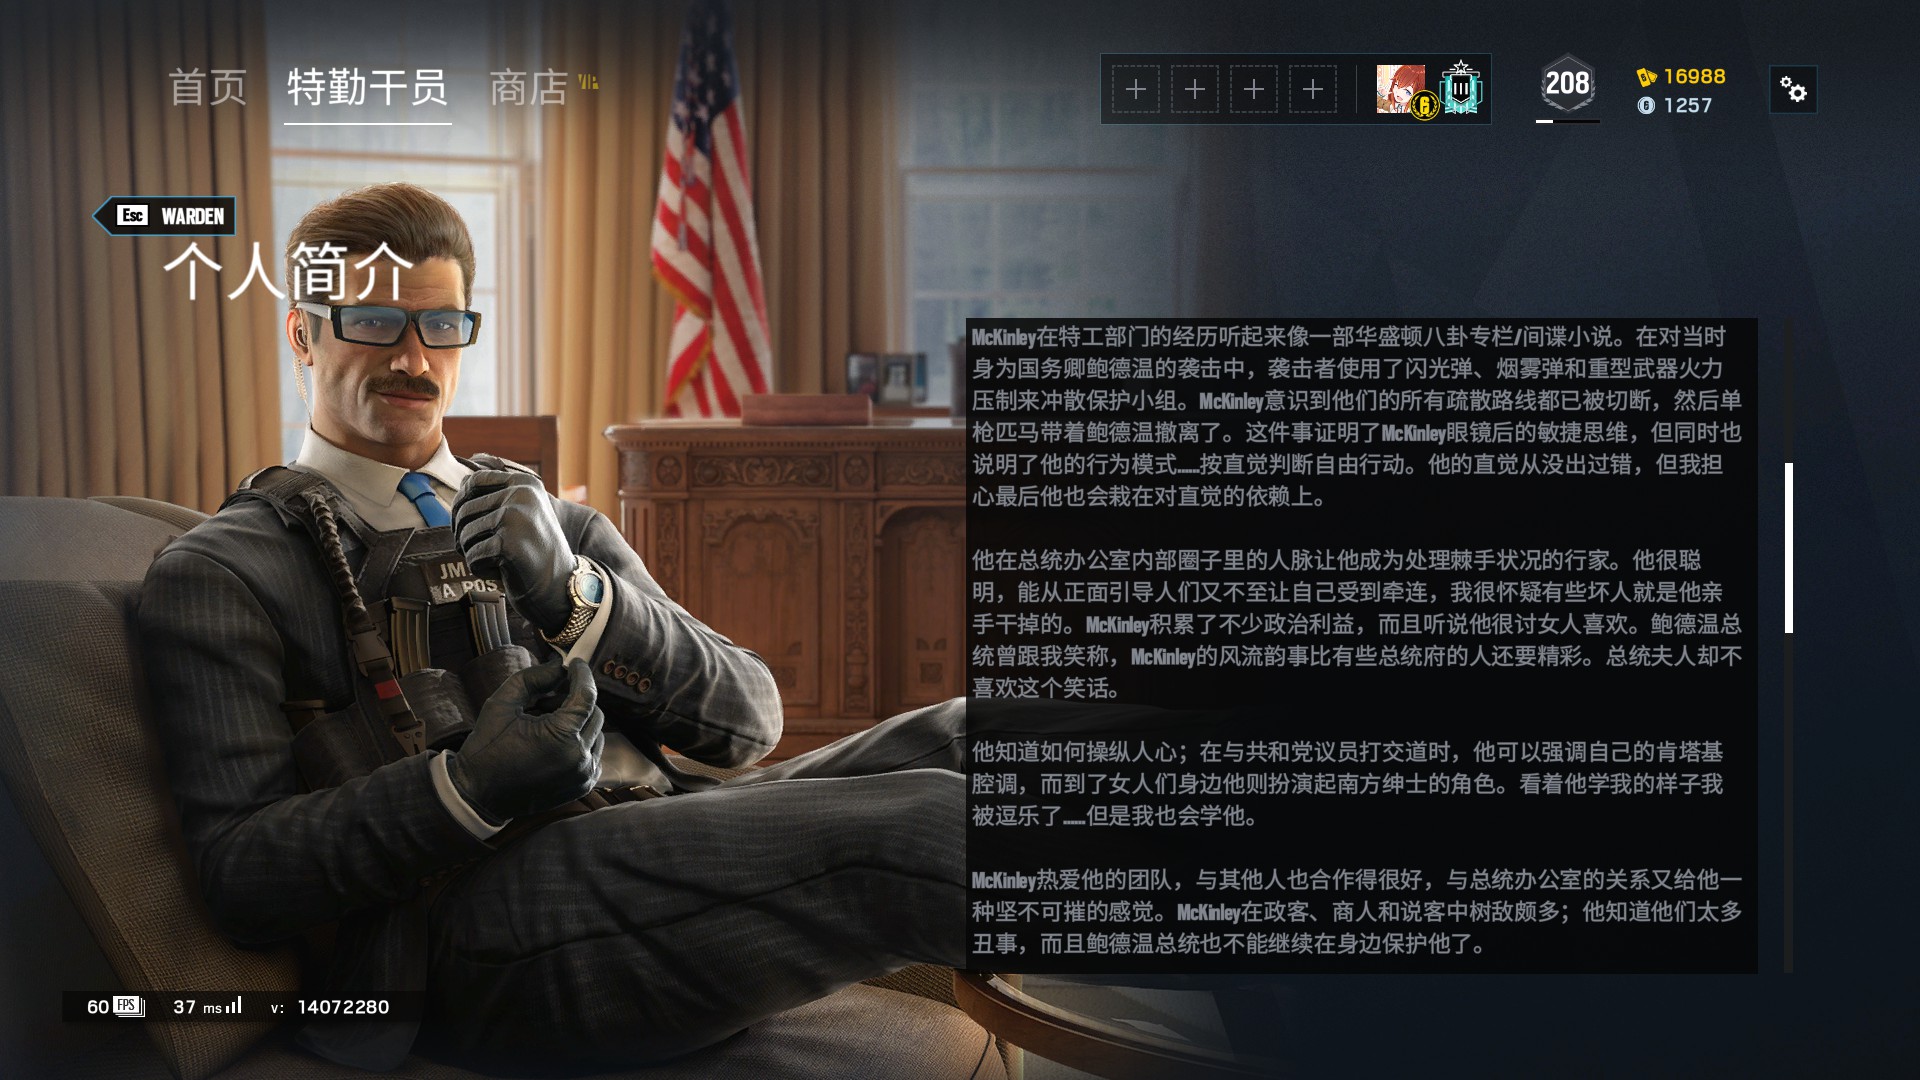 首页 特勤干员 商店
208
16988
1257
Esc WARDEN
个人简介
McKinley在特工部门的经历听起来像一部华盛顿八卦专栏/间谍小说。在对当时
身为国务卿鲍德温的袭击中，袭击者使用了闪光弹、烟雾弹和重型武器火力
压制来冲散保护小组。McKinley意识到他们的所有疏散路线都已被切断，然后单
枪匹马带着鲍德温撤离了。这件事证明了McKinley眼镜后的敏捷思维，但同时也
说明了他的行为模式……按直觉判断自由行动。他的直觉从没出过错，但我担
心最后他也会栽在对直觉的依赖上。
他在总统办公室内部圈子里的人脉让他成为处理棘手状况的行家。他很聪
明，能从正面引导人们又不至让自己受到牵连，我很怀疑有些坏人就是他亲
手干掉的。McKinley积累了不少政治利益，而且听说他很讨女人喜欢。鲍德温总
统曾跟我笑称，McKinley的风流韵事比有些总统府的人还要精彩。总统夫人却不
喜欢这个笑话。
他知道如何操纵人心；在与共和党议员打交道时，他可以强调自己的肯塔基
腔调，而到了女人们身边他则扮演起南方绅士的角色。看着他学我的样子我
被逗乐了……但是我也会学他。
McKinley热爱他的团队，与其他人也合作得很好，与总统办公室的关系又给他一
种坚不可摧的感觉。McKinley在政客、商人和说客中树敌颇多；他知道他们太多
丑事，而且鲍德温总统也不能继续在身边保护他了。
JM
A POS
60 FPS 37 ms v: 14072280